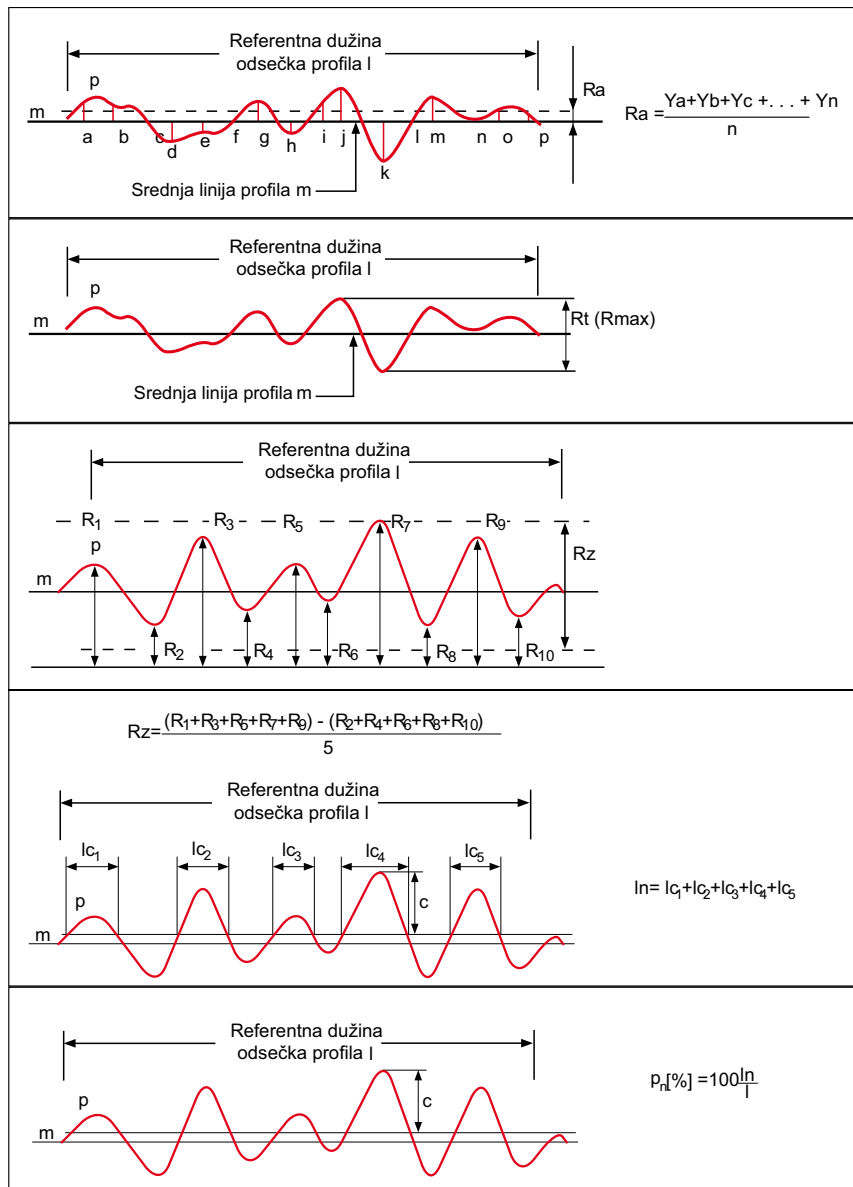 Referentna dužina
odsečka profila l
p
Ra
m
a b c d e f g h i j k l m n o p
Srednja linija profila m
Ra = Ya+Yb+Yc +. . . + Yn
n
Referentna dužina
odsečka profila l
p
m
Rt (Rmax)
Srednja linija profila m
Referentna dužina
odsečka profila l
R1 R3 R5 R7 R9
p
Rz
m
R2 R4 R6 R8 R10
Rz= (R1+R3+R5+R7+R9) - (R2+R4+R6+R8+R10)
5
Referentna dužina
odsečka profila l
lc1 lc2 lc3 lc4 lc5
p
c
m
ln= lc1+lc2+lc3+lc4+lc5
Referentna dužina
odsečka profila l
p
c
m
pn[%] =100 ln
l